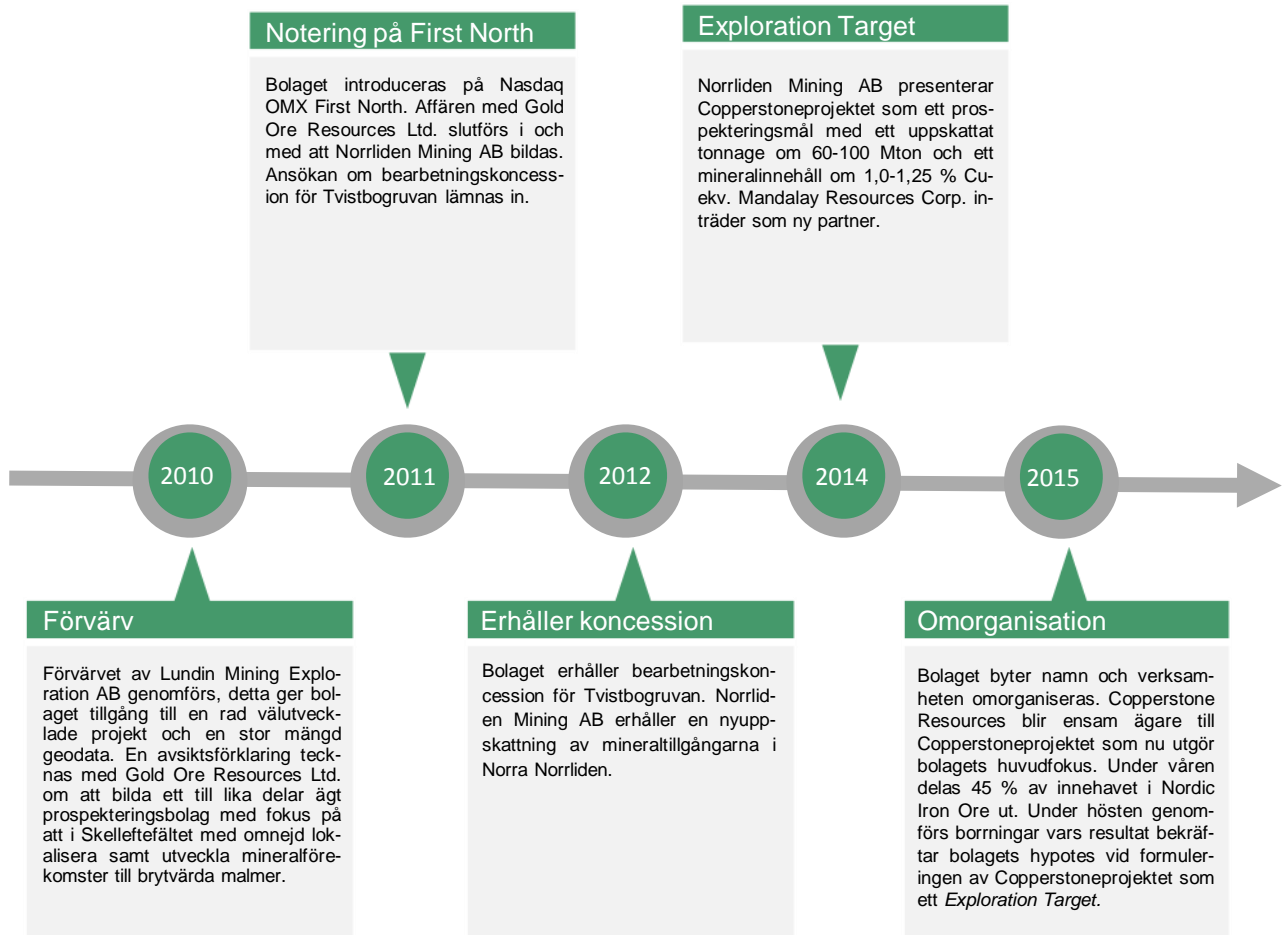 Notering på First North
Bolaget introduceras på Nasdaq
OMX First North. Affären med Gold
Ore Resources Ltd. slutförs i och
med att Norrliden Mining AB bildas.
Ansökan om bearbetningskoncess-
ion för Tvistbogruvan lämnas in.
Exploration Target
Norrliden Mining AB presenterar
Copperstoneprojektet som ett pros-
pekteringsmål med ett uppskattat
tonnage om 60-100 Mton och ett
mineralinnehåll om 1,0-1,25 % Cu-
ekv. Mandalay Resources Corp. in-
träder som ny partner.
2010
2011
2012
2014
2015
Förvärv
Förvärvet av Lundin Mining Explo-
ration AB genomförs, detta ger bol-
aget tillgång till en rad välutveck-
lade projekt och en stor mängd
geodata. En avsiktsförklaring teck-
nas med Gold Ore Resources Ltd.
om att bilda ett till lika delar ägt
prospekteringsbolag med fokus på
att i Skelleftefältet med omnejd lok-
alisera samt utveckla mineralföre-
komster till brytvärda malmer.
Erhåller koncession
Bolaget erhåller bearbetningskon-
cession för Tvistbogruvan. Norrlid-
en Mining AB erhåller en nyupp-
skattning av mineraltillgångarna i
Norra Norrliden.
Omorganisation
Bolaget byter namn och verksam-
heten omorganiseras. Copperstone
Resources blir ensam ägare till
Copperstoneprojektet som nu utgör
bolagets huvudfokus. Under våren
delas 45 % av innehavet i Nordic
Iron Ore ut. Under hösten genom-
förs borrningar vars resultat bekräf-
tar bolagets hypotes vid formuler-
ingen av Copperstoneprojektet som
ett Exploration Target.